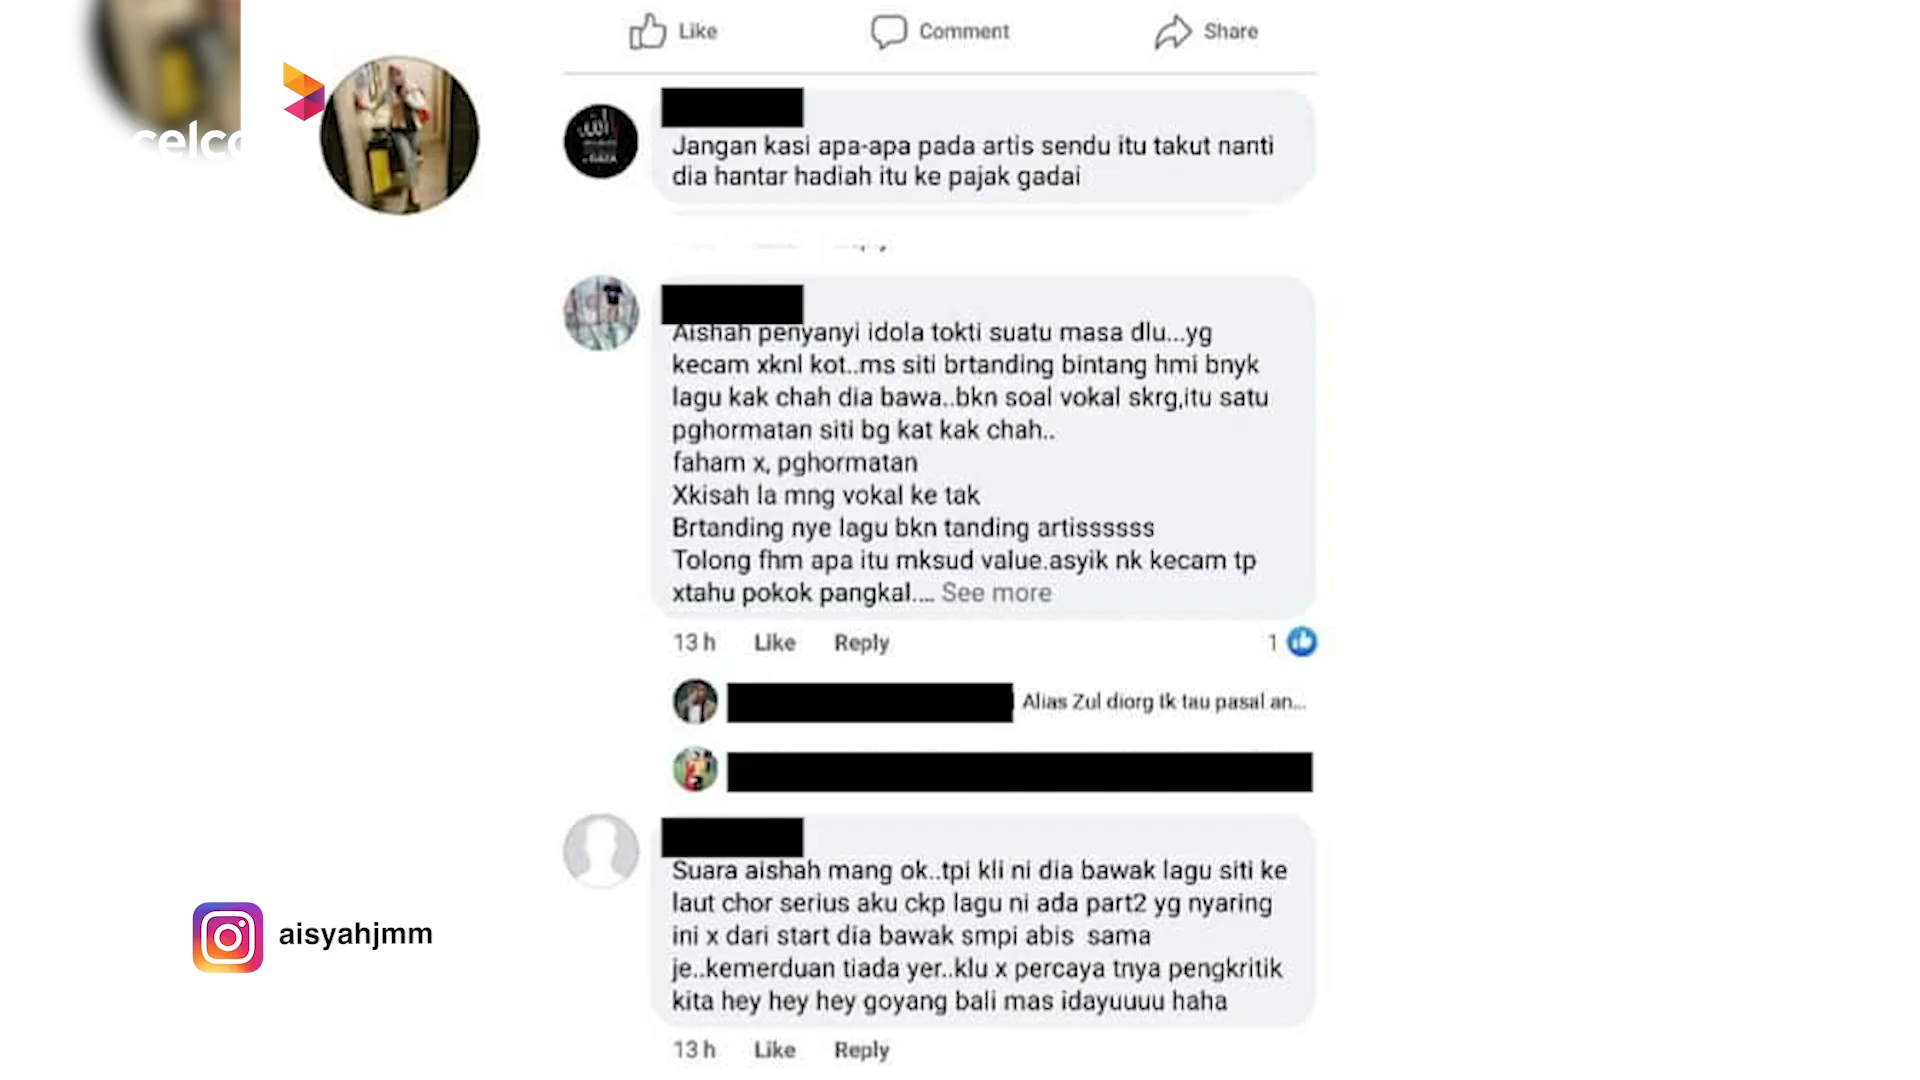 Like Comment Share
celco
Jangan kasi apa-apa pada artis sendu itu takut nanti
dia hantar hadiah itu ke pajak gadai
Aishah penyanyi idola tokti suatu masa dlu...yg
kecam xknl kot..ms siti brtanding bintang hmi bnyk
lagu kak chah dia bawa..bkn soal vokal skrg,itu satu
pghormatan siti bg kat kak chah..
faham x, pghormatan
Xkisah la mng vokal ke tak
Brtanding nye lagu bkn tanding artissssss
Tolong fhm apa itu mksud value.asyik nk kecam tp
xtahu pokok pangkal.... See more
13 h Like Reply 1
Alias Zul diorg tk tau pasal an...
Suara aishah mang ok..tpi kli ni dia bawak lagu siti ke
laut chor serius aku ckp lagu ni ada part2 yg nyaring
ini x dari start dia bawak smpi abis sama
je..kemerduan tiada yer..klu x percaya tnya pengkritik
kita hey hey hey goyang bali mas idayuuuu haha
13 h Like Reply
aisyahjmm